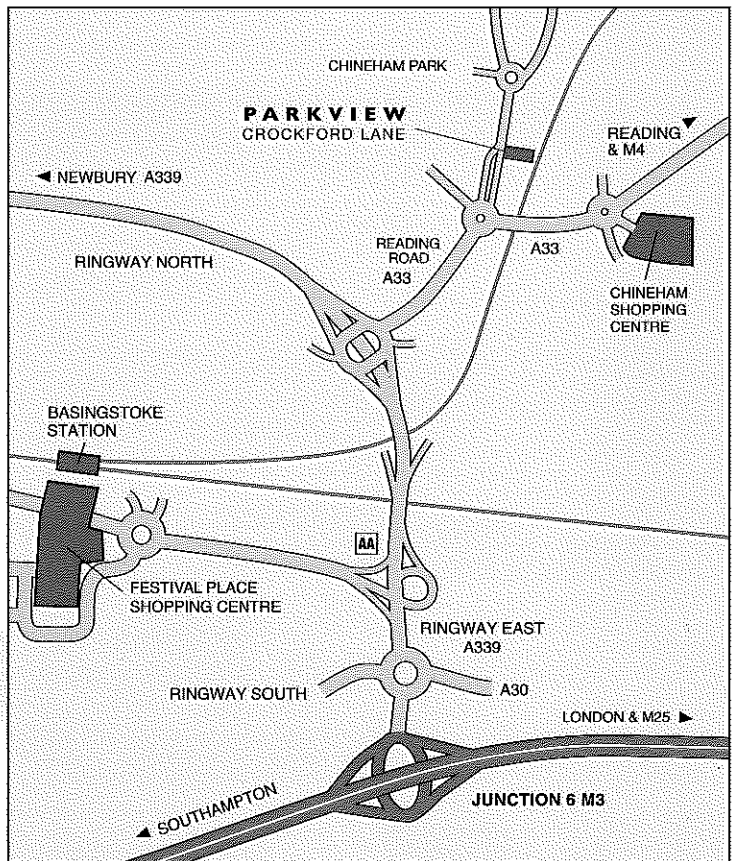 CHINEHAM PARK
PARKVIEW
CROCKFORD LANE
READING
& M4
NEWBURY A339
READING
ROAD
A33
A33
RINGWAY NORTH
CHINEHAM
SHOPPING
CENTRE
BASINGSTOKE
STATION
AA
FESTIVAL PLACE
SHOPPING CENTRE
RINGWAY EAST
A339
RINGWAY SOUTH
A30
LONDON & M25
SOUTHAMPTON
JUNCTION 6 M3